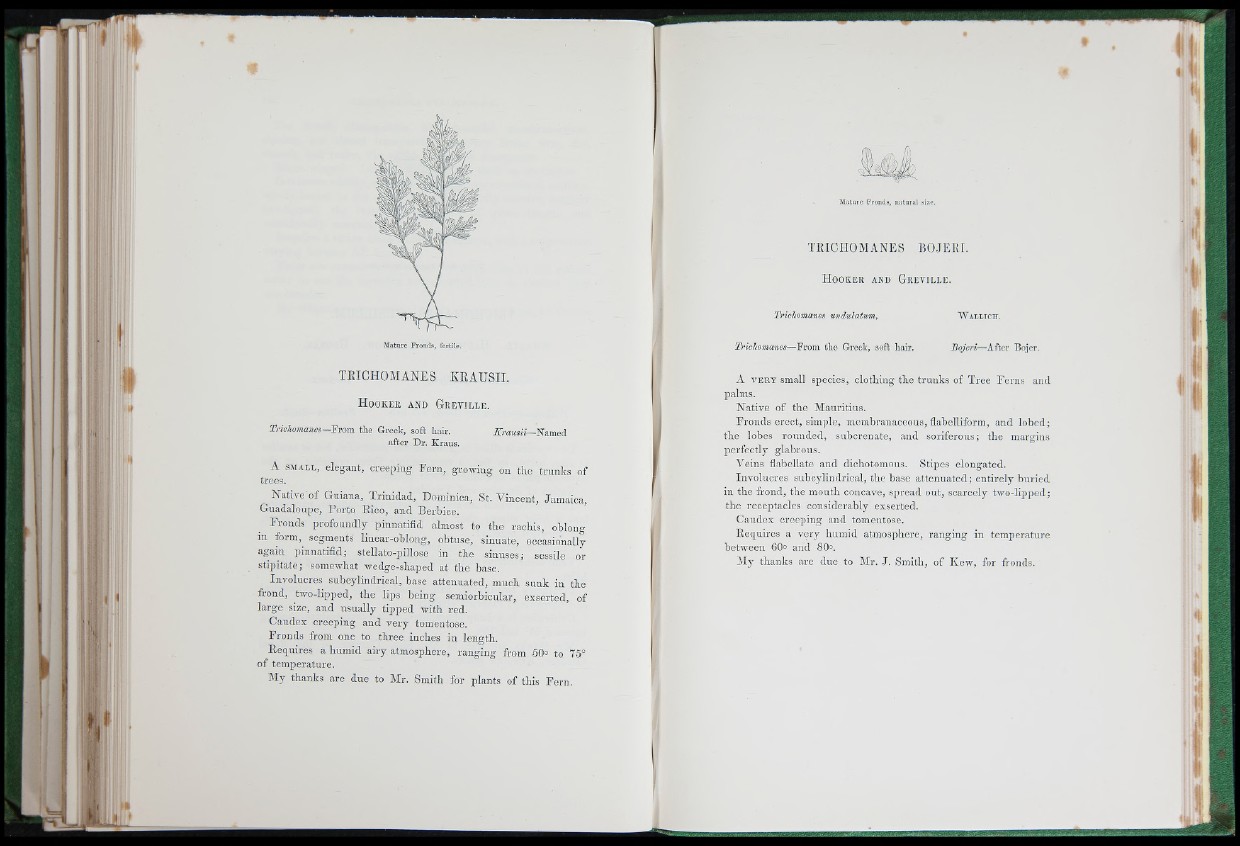 Mature Fronds, fertile.
TRICHOMANES KRAUSII.
HOOKER AND GREVILLE.
Trichomanes—From the Greek, soft hair. Krausii—Named
after Dr. Kraus.
A SMALL, elegant, creeping Fern, growing on the trunks of
trees.
Native of Guiana, Trinidad, Dominica, St. Vincent, Jamaica,
Guadaloupe, Porto Rico, and Berbice.
Fronds profoundly pinnatifid almost to the rachis, oblong
in form, segments linear-oblong, obtuse, sinuate, occasionally
again pinnatifid; stellato-pillose in the sinuses; sessile or
stipitate; somewhat wedge-shaped at the base.
Involucres subcylindrical, base attenuated, much sunk in the
frond, two-lipped, the lips being semiorbicular, exserted, of
large size, and usually tipped with red.
Caudex creeping and very tomentose.
Fronds from one to three inches in length.
Requires a humid airy atmosphere, ranging from 50° to 75°
of temperature.
My thanks are due to Mr. Smith for plants of this Fern.
Mature Fronds, natural size.
TRICHOMANES BOJERI.
HOOKER AND GREVILLE.
Trichomanes undulatum, WALLICH.
Trichomanes—From the Greek, soft hair. Bojeri—After Bojer.
A VERY small species, clothing the trunks of Tree Ferns and
palms.
Native of the Mauritius.
Fronds erect, simple, membranaceous, flabelliform, and lobed;
the lobes rounded, subcrenate, and soriferous; the margins
perfectly glabrous.
Veins flabellate and dichotomous. Stipes elongated.
Involucres subcylindrical, the base attenuated; entirely buried
in the frond, the mouth concave, spread out, scarcely two-lipped;
the receptacles considerably exserted.
Caudex creeping and tomentose.
Requires a very humid atmosphere, ranging in temperature
between 60° and 80°.
My thanks are due to Mr. J. Smith, of Kew, for fronds.